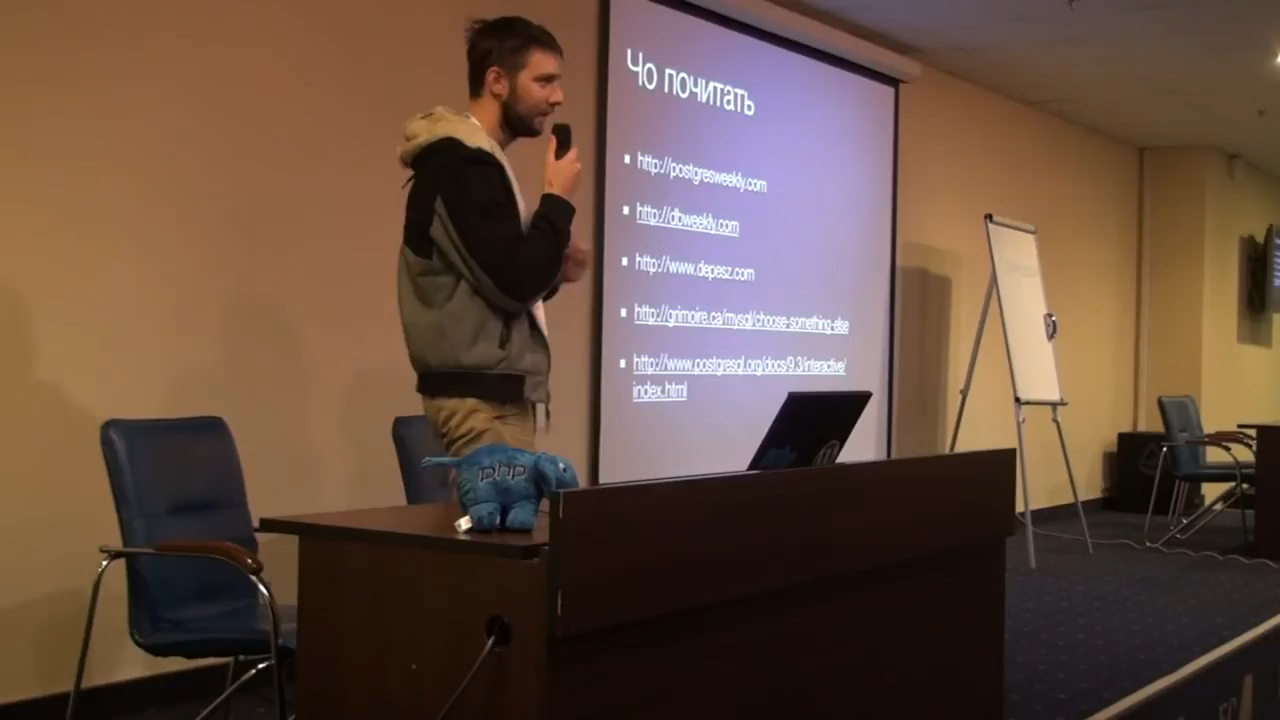 Чо почитать
http://postgresweekly.com
http://dbweekly.com
http://www.depesz.com
http://grimoire.ca/mysql/choose-something-else
http://www.postgresql.org/docs/9.3/interactive/
index.html
php